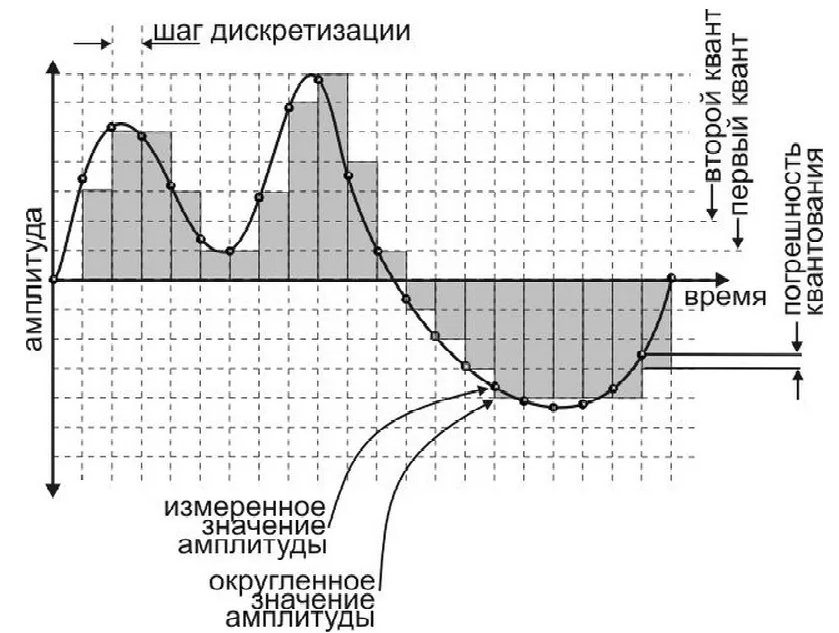 шаг дискретизации
второй квант
первый квант
погрешность
квантования
амплитуда
время
измеренное
значение
амплитуды
округленное
значение
амплитуды